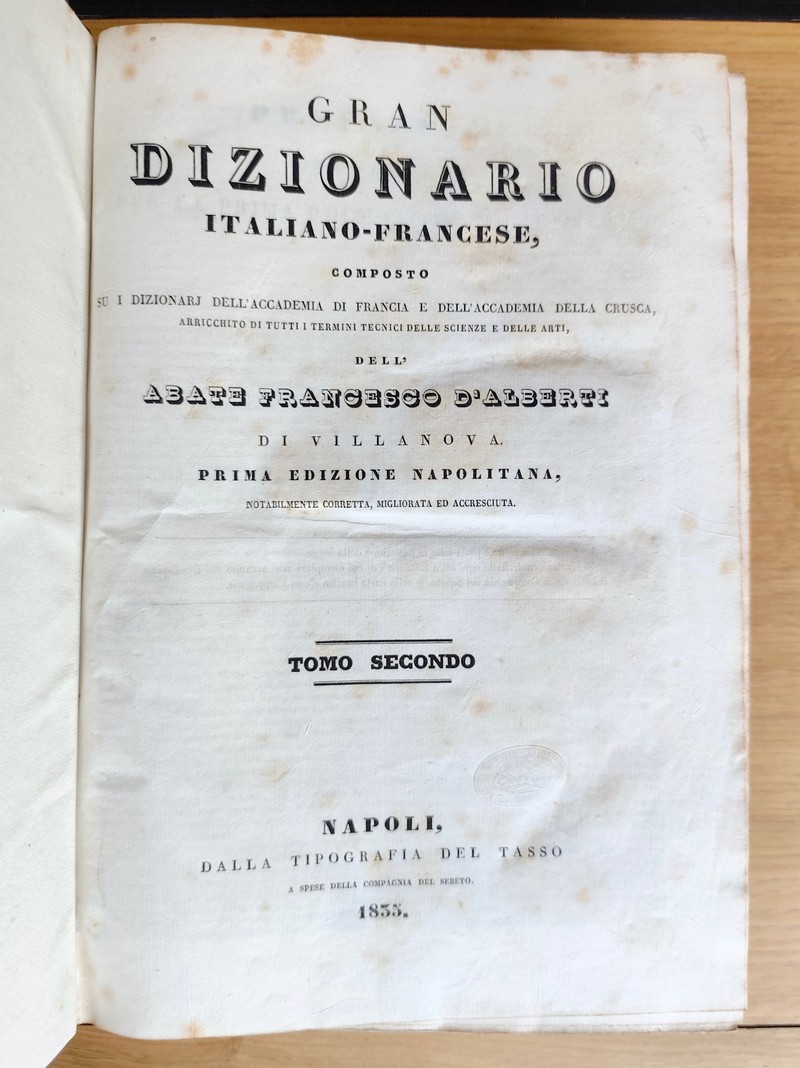 GRAN
DIZIONARIO
ITALIANO-FRANCESE,
COMPOSTO
SU I DIZIONARJ DELL'ACCADEMIA DI FRANCIA E DELL'ACCADEMIA DELLA CRUSCA,
ARRICCHITO DI TUTTI I TERMINI TECNICI DELLE SCIENZE E DELLE ARTI,
DELL'
ABATE FRANCESCO D'ALBERTI
DI VILLANOVA.
PRIMA EDIZIONE NAPOLITANA,
NOTABILMENTE CORRETTA, MIGLIORATA ED ACCRESCIUTA.
TOMO SECONDO
NAPOLI,
DALLA TIPOGRAFIA DEL TASSO
A SPESE DELLA COMPAGNIA DEL SEBETO.
1835.